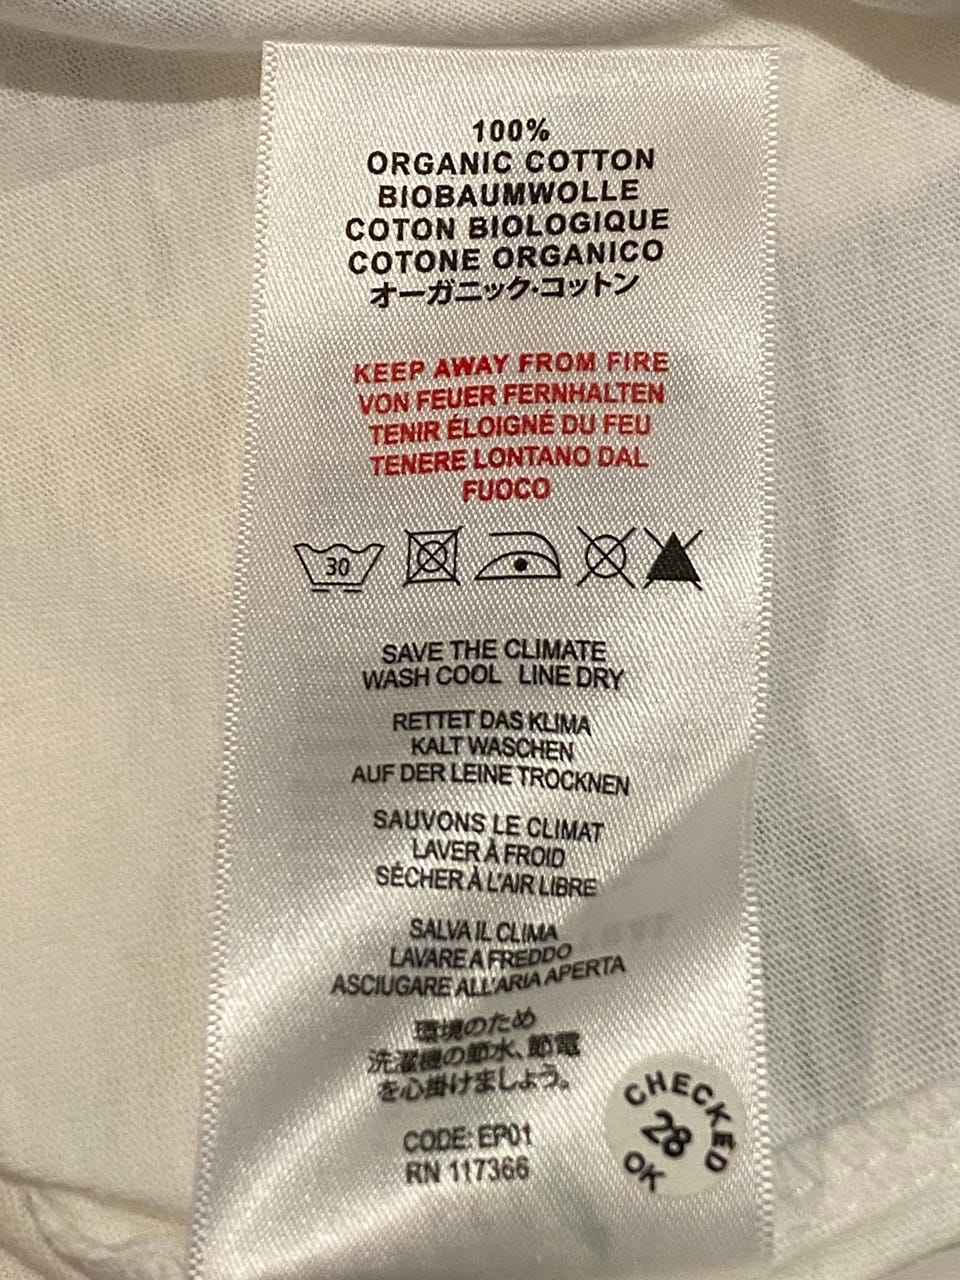 100%
ORGANIC COTTON
BIOBAUMWOLLE
COTON BIOLOGIQUE
COTONE ORGANICO
オーガニック・コットン
KEEP AWAY FROM FIRE
VON FEUER FERNHALTEN
TENIR ÉLOIGNÉ DU FEU
TENERE LONTANO DAL
FUOCO
30
SAVE THE CLIMATE
WASH COOL LINE DRY
RETTET DAS KLIMA
KALT WASCHEN
AUF DER LEINE TROCKNEN
SAUVONS LE CLIMAT
LAVER À FROID
SÉCHER À L'AIR LIBRE
SALVA IL CLIMA
LAVARE A FREDDO
ASCIUGARE ALL'ARIA APERTA
環境のため
洗濯機の節水、節電
を心掛けましょう。
CODE: EP01
RN 117366
CHECKED
28
OK